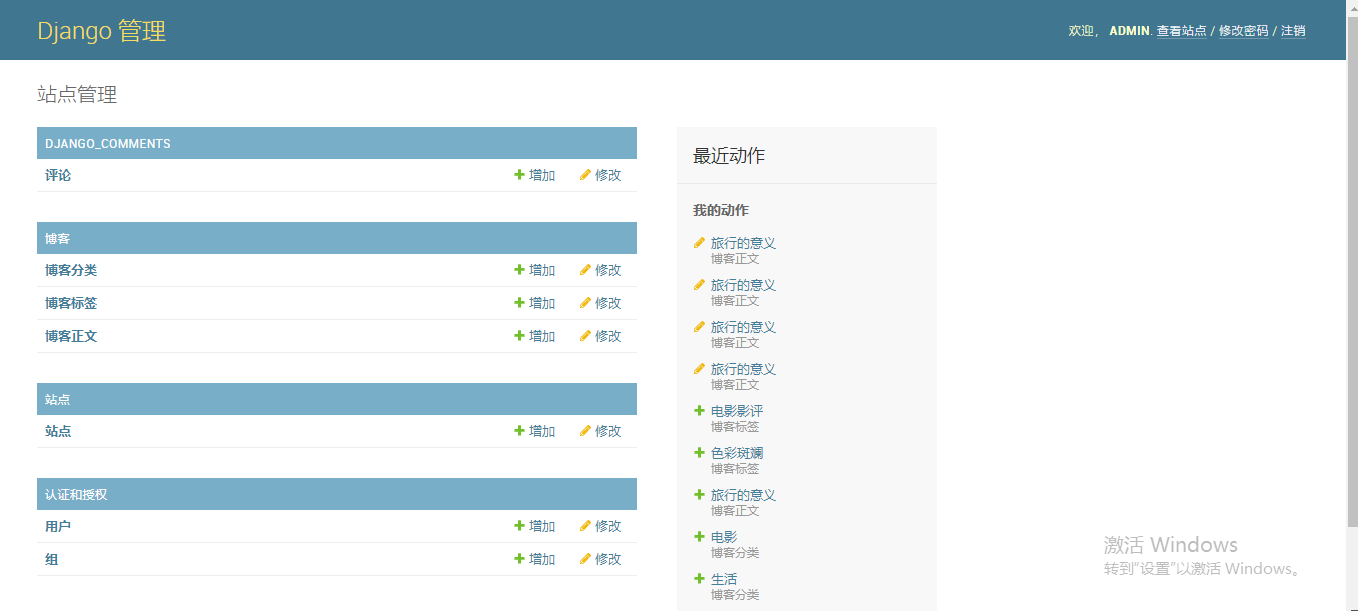 Django 管理
欢迎， ADMIN. 查看站点 / 修改密码 / 注销
站点管理
DJANGO_COMMENTS
评论 增加 修改
博客
博客分类 增加 修改
博客标签 增加 修改
博客正文 增加 修改
站点
站点 增加 修改
认证和授权
用户 增加 修改
组 增加 修改
最近动作
我的动作
旅行的意义
博客正文
旅行的意义
博客正文
旅行的意义
博客正文
旅行的意义
博客正文
电影影评
博客标签
色彩斑斓
博客标签
旅行的意义
博客正文
电影
博客分类
生活
博客分类
激活 Windows
转到"设置"以激活 Windows。